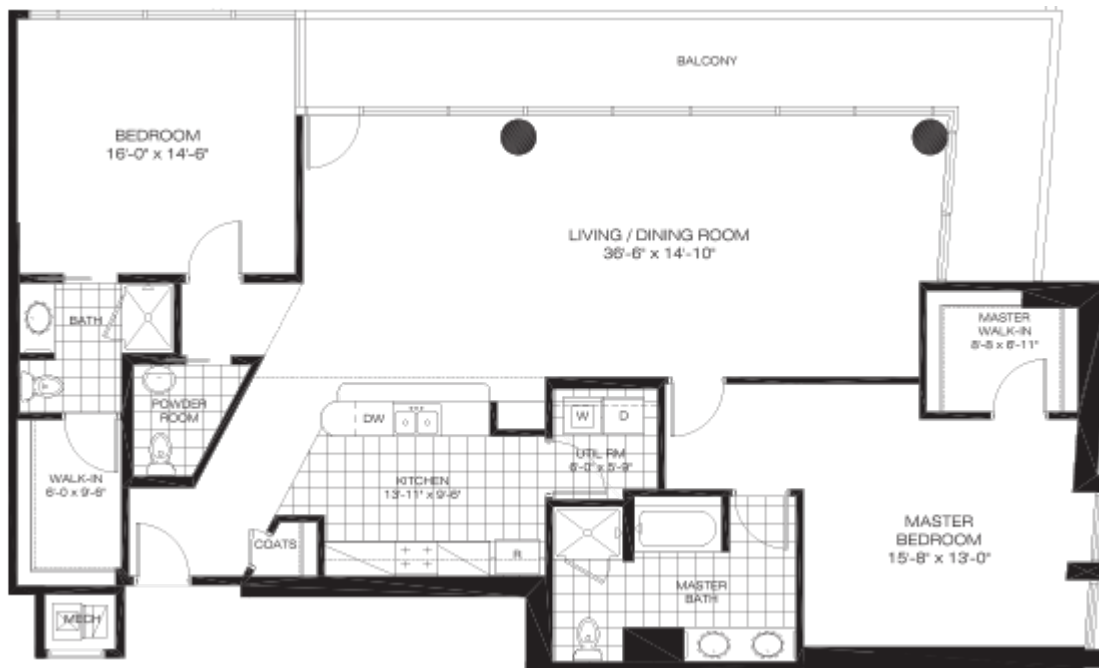 BALCONY
BEDROOM
16'-0" x 14'-6"
LIVING / DINING ROOM
36'-6" x 14'-10"
BATH
MASTER
WALK-IN
8'-8 x 6'-11"
POWDER
ROOM
DW
W
D
UTIL RM
6'-0" x 5'-9"
WALK-IN
6'-0 x 9'-6"
KITCHEN
13'-11" x 9'-6"
COATS
R
MASTER
BEDROOM
15'-8" x 13'-0"
MASTER
BATH
MECH